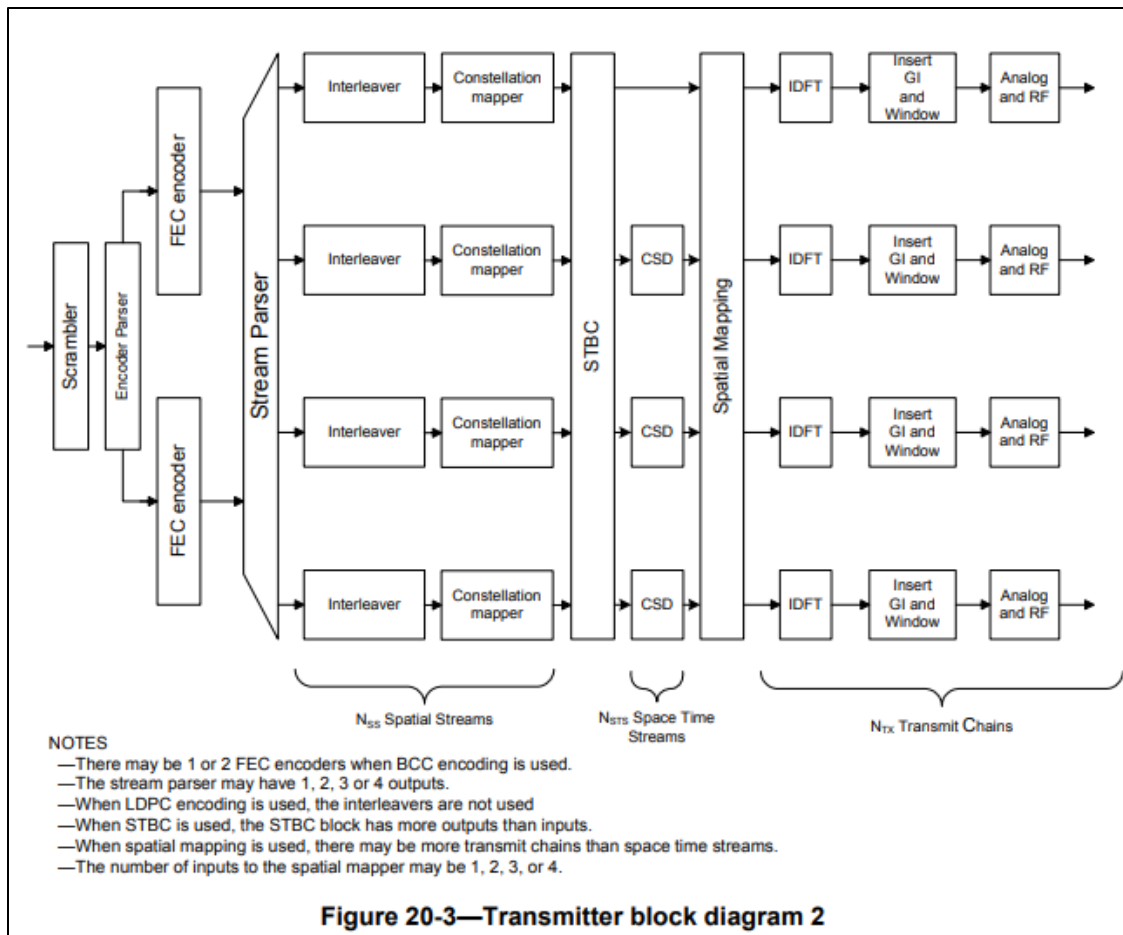 Scrambler
Encoder Parser
FEC encoder
FEC encoder
Stream Parser
Interleaver
Constellation
mapper
Interleaver
Constellation
mapper
Interleaver
Constellation
mapper
Interleaver
Constellation
mapper
STBC
CSD
CSD
CSD
Spatial Mapping
IDFT
Insert
GI
and
Window
Analog
and RF
IDFT
Insert
GI and
Window
Analog
and RF
IDFT
Insert
GI and
Window
Analog
and RF
IDFT
Insert
GI and
Window
Analog
and RF
NSS Spatial Streams
NSTS Space Time
Streams
NTX Transmit Chains
NOTES
—There may be 1 or 2 FEC encoders when BCC encoding is used.
—The stream parser may have 1, 2, 3 or 4 outputs.
—When LDPC encoding is used, the interleavers are not used
—When STBC is used, the STBC block has more outputs than inputs.
—When spatial mapping is used, there may be more transmit chains than space time streams.
—The number of inputs to the spatial mapper may be 1, 2, 3, or 4.
Figure 20-3—Transmitter block diagram 2